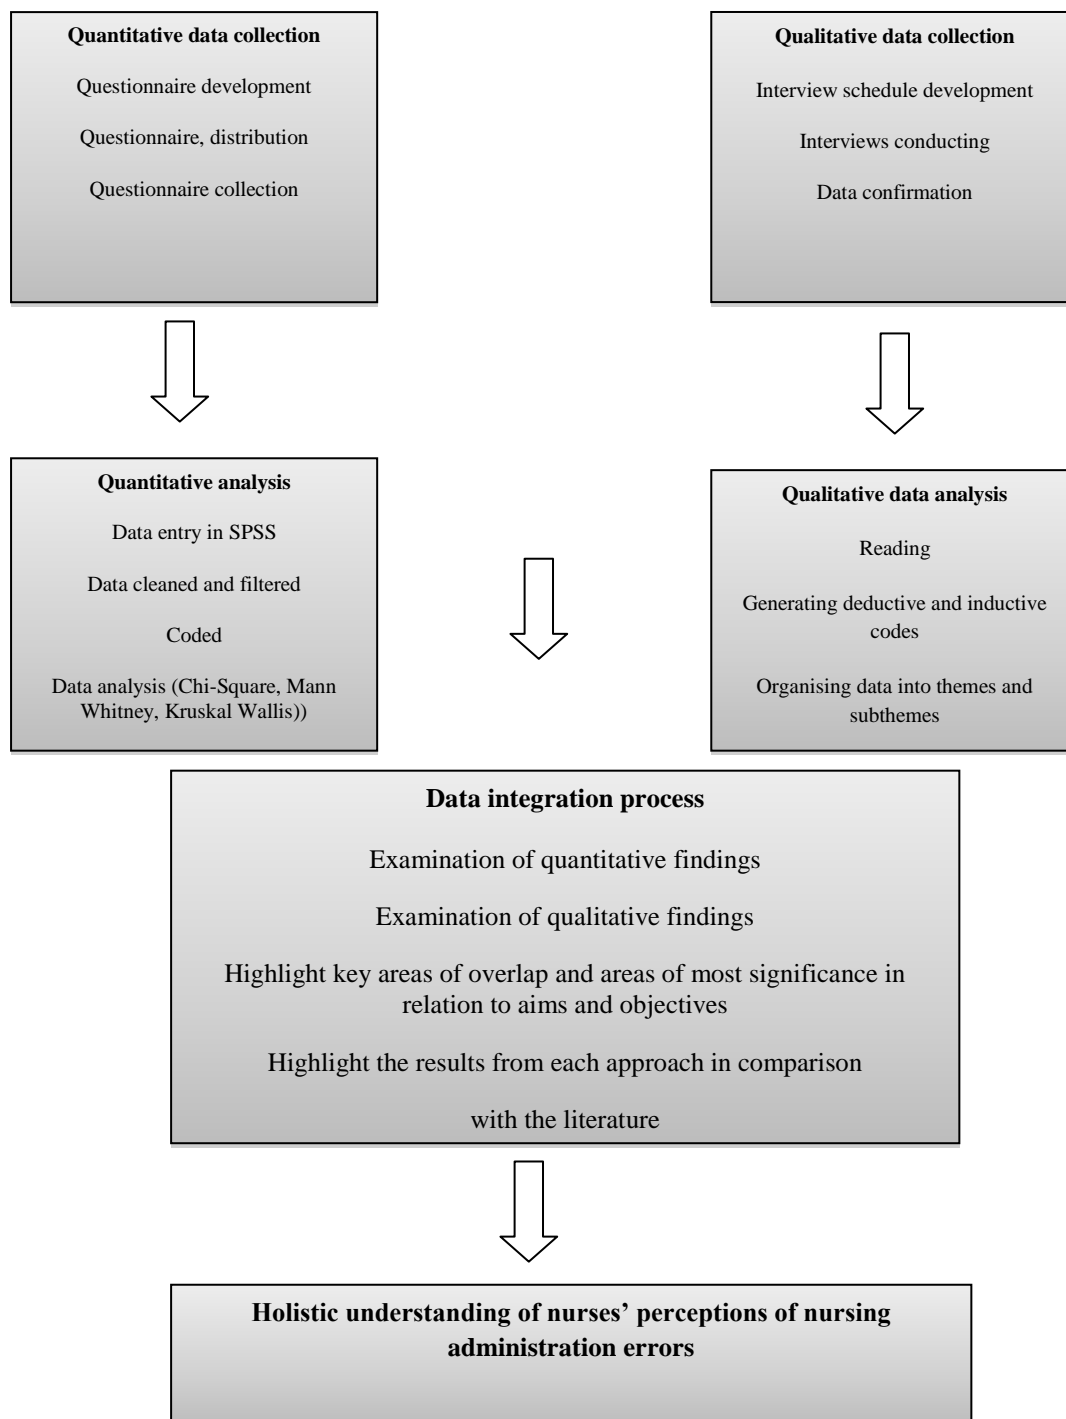 Quantitative data collection
Questionnaire development
Questionnaire, distribution
Questionnaire collection
Qualitative data collection
Interview schedule development
Interviews conducting
Data confirmation
Quantitative analysis
Data entry in SPSS
Data cleaned and filtered
Coded
Data analysis (Chi-Square, Mann
Whitney, Kruskal Wallis))
Qualitative data analysis
Reading
Generating deductive and inductive
codes
Organising data into themes and
subthemes
Data integration process
Examination of quantitative findings
Examination of qualitative findings
Highlight key areas of overlap and areas of most significance in
relation to aims and objectives
Highlight the results from each approach in comparison
with the literature
Holistic understanding of nurses’ perceptions of nursing
administration errors